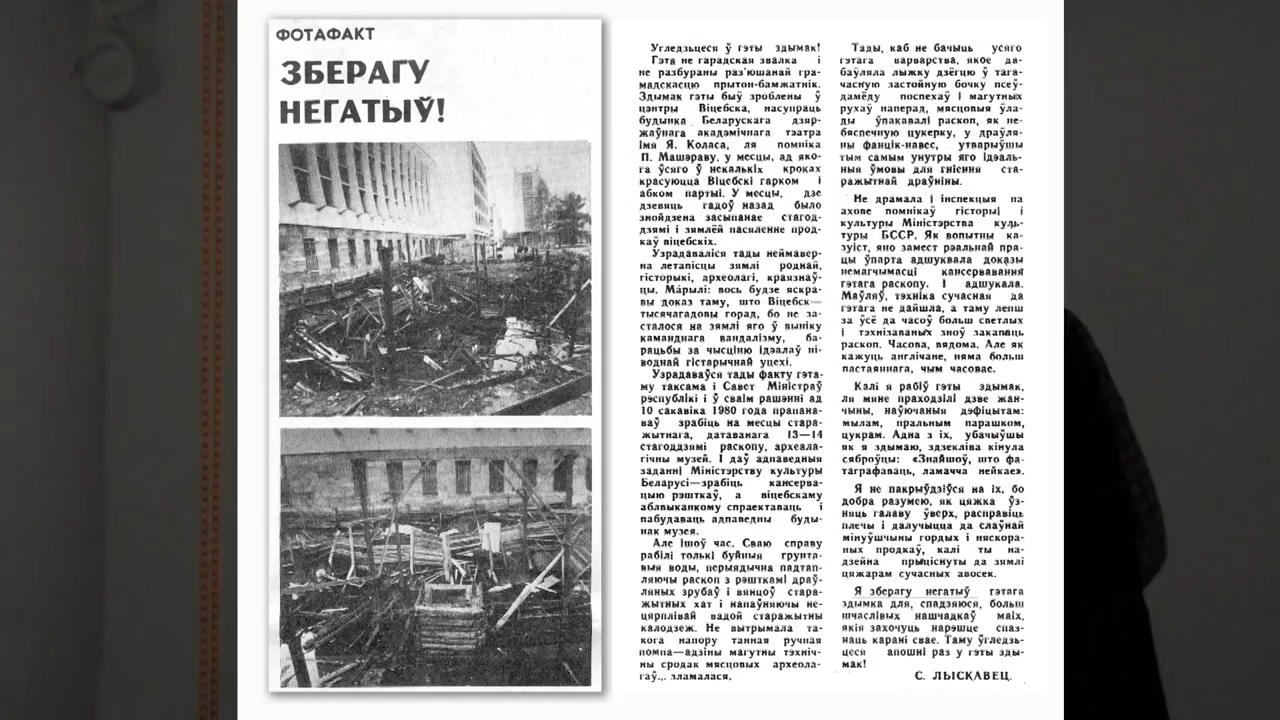 ФОТАФАКТ
ЗБЕРАГУ
НЕГАТЫЎ!
Угледзьцеся ў гэты здымак!
Гэта не гарадская звалка і
не разбураны раз'юшанай гра-
мадскасцю прытон-бамжатнік.
Здымак гэты быў зроблены ў
цэнтры Віцебска, насупраць
будынка Беларускага дзяр-
жаўнага акадэмічнага тэатра
імя Я. Коласа, ля помніка
П. Машэраву, у месцы, ад яко-
га ўсяго ў некалькіх кроках
красуюцца Віцебскі гарком і
абком партыі. У месцы, дзе
дзевяць гадоў назад было
знойдзена засыпанае стагод-
дзямі і зямлёй паселение прод-
каў віцебскіх.
Узрадаваліся тады неймавер-
на летапісцы зямлі роднай,
гісторыкі, археолагі, краязнаў-
цы. Марылі: вось будзе яскра-
вы доказ таму, што Віцебск—
тысячагадовы горад, бо не за-
сталося на зямлі яго ў выніку
каманднага вандалізму, ба-
рацьбы за чысціню ідэалаў ні-
воднай гістарычнай уцехі.
Узрадаваўся тады факту гэта-
му таксама і Савет Міністраў
рэспублікі і ў сваім рашэнні ад
10 сакавіка 1980 года прапана-
ваў зрабіць на месцы стара-
жытнага, датаванага 13—14
стагоддзямі раскопу, археала-
гічны музей. І даў адпаведныя
заданні Міністэрству культуры
Беларусі—зрабіць кансерва-
цыю рэшткаў, а віцебскаму
аблвыканкому спраектаваць і
пабудаваць адпаведны буды-
нак музея.
Але ішоў час. Сваю справу
рабілі толькі буйныя грунта-
выя воды, перыядычна падтап-
ляючы раскоп з рэшткамі драў-
ляных зрубаў і вянцоў стара-
жытных хат і напаўняючы не-
цярплівай вадой старажытны
калодзеж. Не вытрымала та-
кога напору танная ручная
помпа—адзіны магутны тэхніч-
ны сродак мясцовых археола-
гаў... зламалася.
Тады, каб не бачыць усяго
гэтага варварства, якое да-
баўляла лыжку дзёгцю ў тага-
часную застойную бочку псеў-
дамёду поспехаў і магутных
рухаў наперад, мясцовыя ўла-
ды ўпакавалі раскоп, як не-
бяспечную цукерку, у драўля-
ны фанцік-навес, утварыўшы
тым самым унутры яго ідэаль-
ныя ўмовы для гніення ста-
ражытнай драўніны.
Не драмала і інспекцыя па
ахове помнікаў гісторыі і
культуры Міністэрства куль-
туры БССР. Як вопытны ка-
зуіст, яно замест рэальнай пра-
цы ўпарта адшуквала доказы
немагчымасці кансервавання
гэтага раскопу. І адшукала.
Маўляў, тэхніка сучасная да
гэтага не дайшла, а таму лепш
за ўсё да часоў больш светлых
і тэхнізаваных зноў закапаць
раскоп. Часова, вядома. Але як
кажуць англічане, няма больш
пастаяннага, чым часовае.
Калі я рабіў гэты здымак,
ля мяне праходзілі дзве жан-
чыны, наўючаныя дэфіцытам:
мылам, пральным парашком,
цукрам. Адна з іх, убачыўшы
як я здымаю, здзекліва кінула
сяброўцы: «Знайшоў, што фа-
таграфаваць, ламачча нейкае».
Я не пакрыўдзіўся на іх, бо
добра разумею, як цяжка ўз-
няць галаву ўверх, расправіць
плечы і далучыцца да слаўнай
мінуўшчыны гордых і няскора-
ных продкаў, калі ты на-
дзейна прыціснуты да зямлі
цяжарам сучасных авосек.
Я зберагу негатыў гэтага
здымка для, спадзяюся, больш
шчаслівых нашчадкаў маіх,
якія захочуць нарэшце спаз-
наць карані свае. Таму ўгледзь-
цеся апошні раз у гэты зды-
мак!
С. ЛЫСКАВЕЦ.